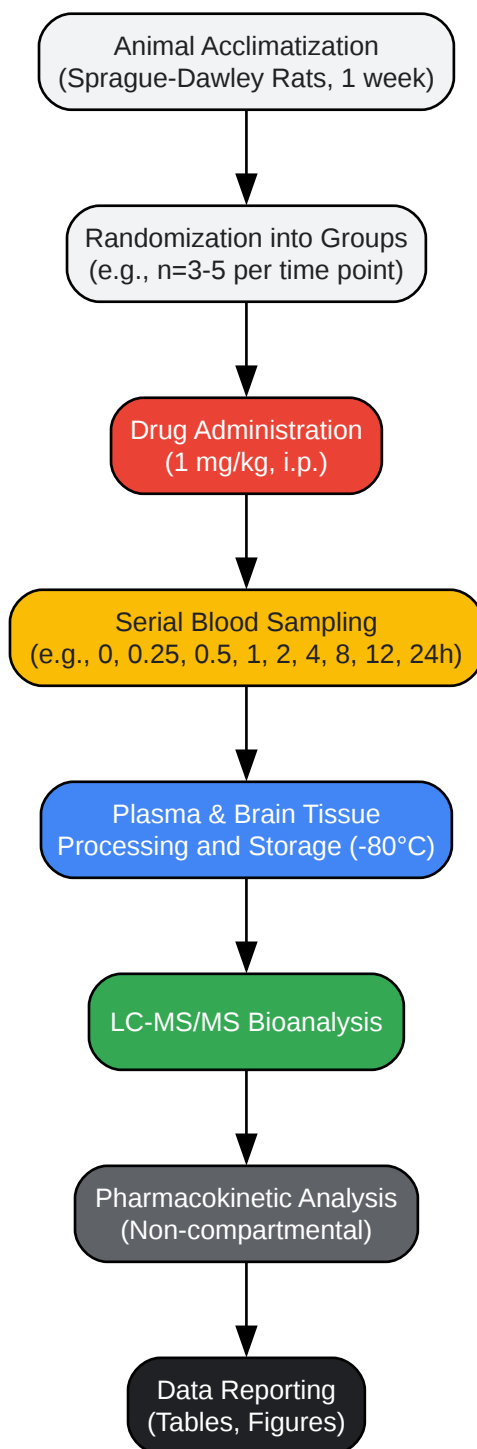 Animal Acclimatization
(Sprague-Dawley Rats, 1 week)
Randomization into Groups
(e.g., n=3-5 per time point)
Drug Administration
(1 mg/kg, i.p.)
Serial Blood Sampling
(e.g., 0, 0.25, 0.5, 1, 2, 4, 8, 12, 24h)
Plasma & Brain Tissue
Processing and Storage (-80°C)
LC-MS/MS Bioanalysis
Pharmacokinetic Analysis
(Non-compartmental)
Data Reporting
(Tables, Figures)